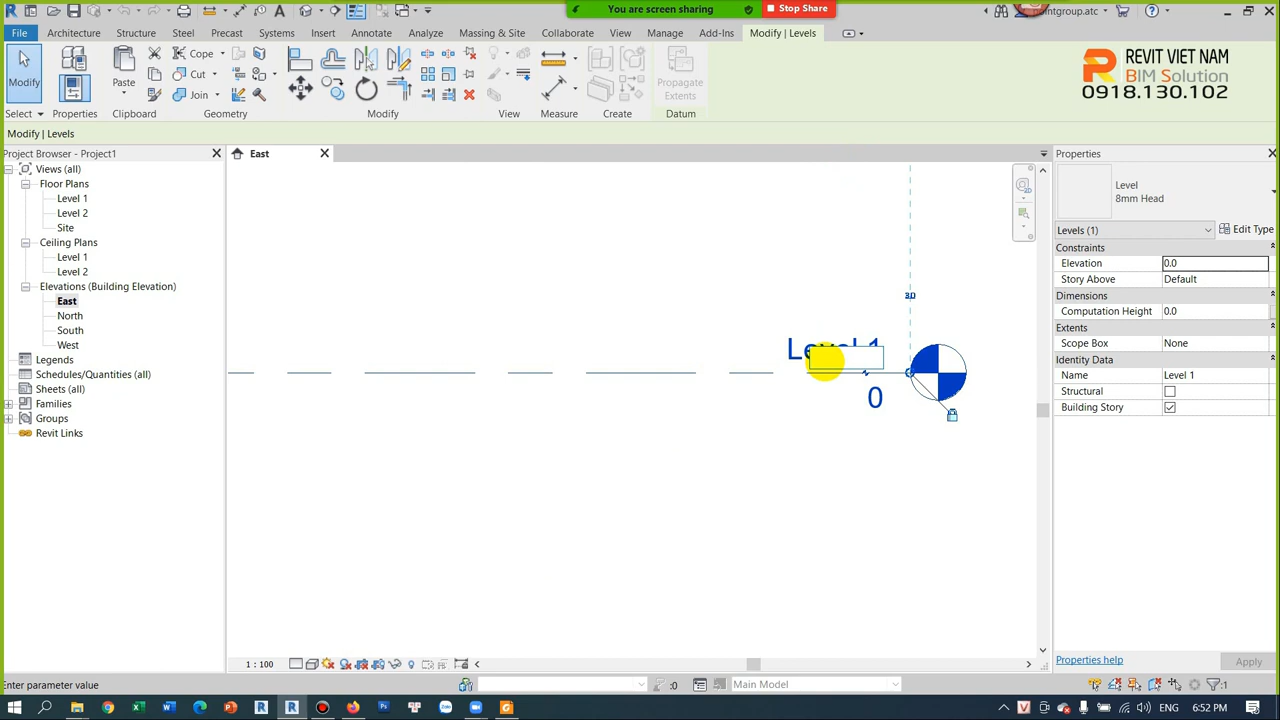 You are screen sharing
Stop Share
pointgroup.atc
File
Architecture
Structure
Steel
Precast
Systems
Insert
Annotate
Analyze
Massing & Site
Collaborate
View
Manage
Add-Ins
Modify | Levels
Modify
Paste
Cope
Cut
Join
Propagate
Extents
Select
Properties
Clipboard
Geometry
Modify
View
Measure
Create
Datum
REVIT VIET NAM
BIM Solution
0918.130.102
Modify | Levels
Project Browser - Project1
East
Properties
Views (all)
Floor Plans
Level 1
Level 2
Site
Ceiling Plans
Level 1
Level 2
Elevations (Building Elevation)
East
North
South
West
Legends
Schedules/Quantities (all)
Sheets (all)
Families
Groups
Revit Links
3D
Level 1
0
Level
8mm Head
Levels (1)
Edit Type
Constraints
Elevation 0.0
Story Above Default
Dimensions
Computation Height 0.0
Extents
Scope Box None
Identity Data
Name Level 1
Structural
Building Story
Properties help
Apply
1 : 100
Enter parameter value
:0
Main Model
:1
ENG
6:52 PM